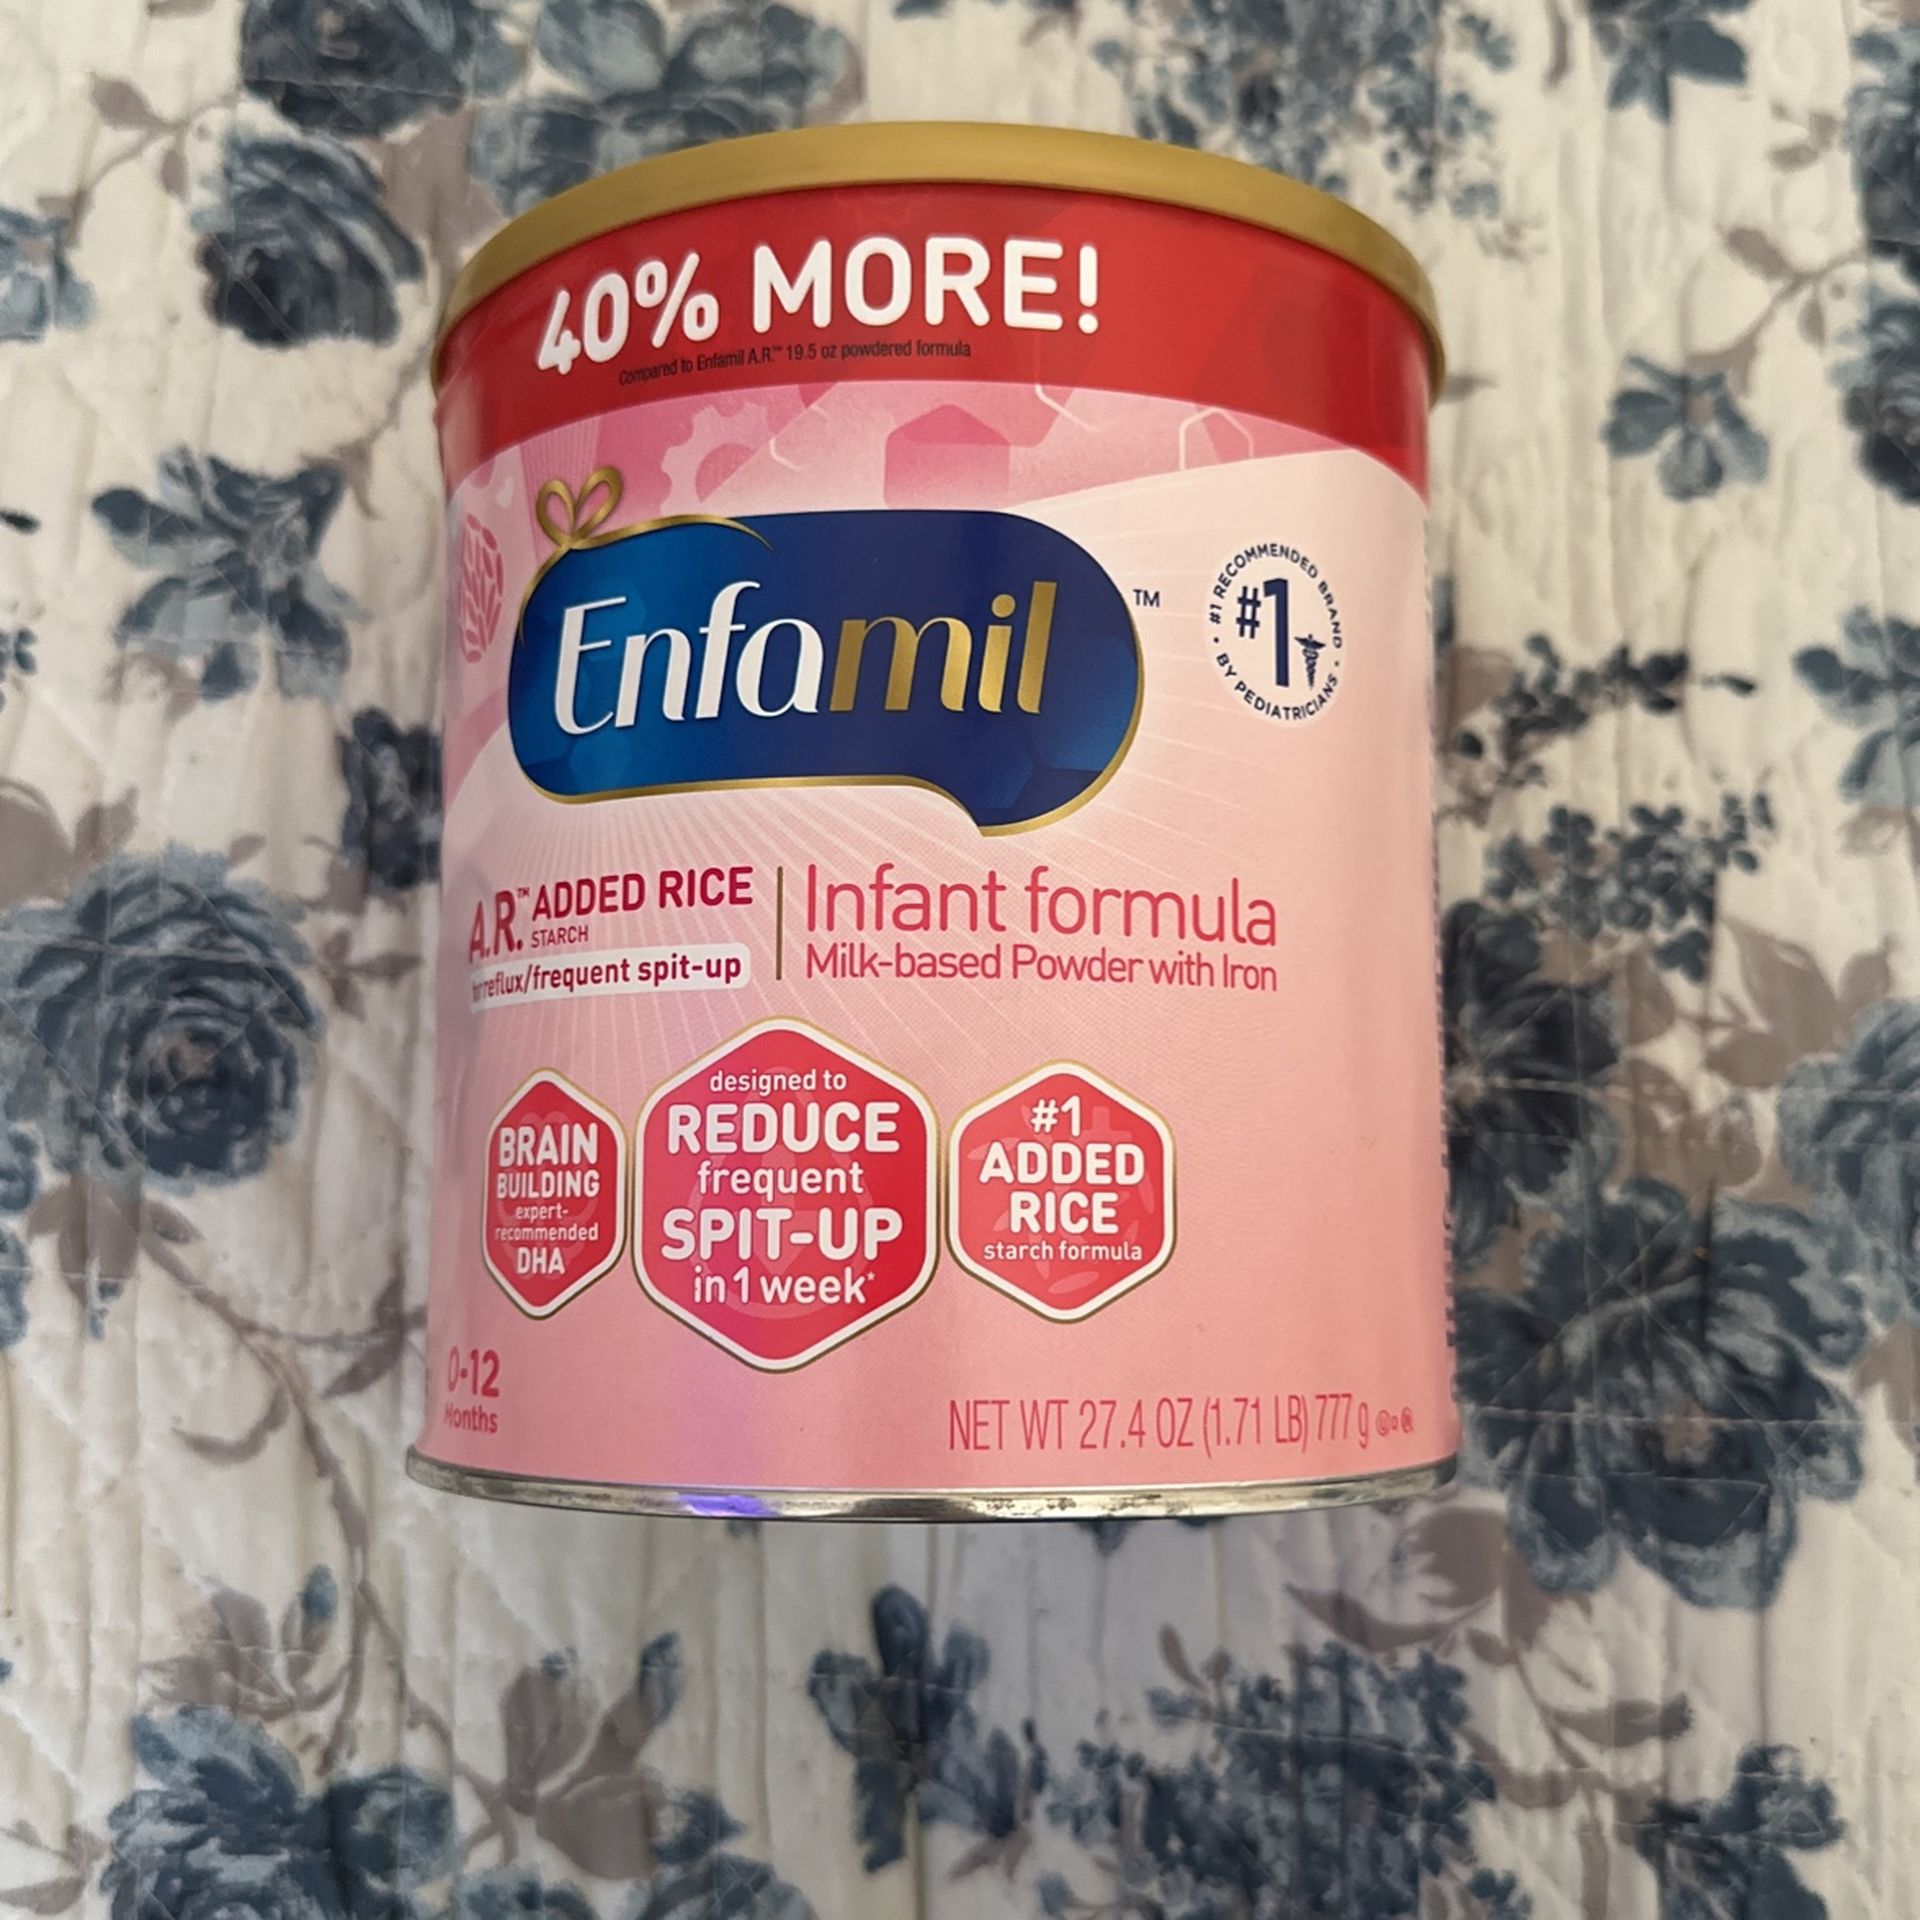 40% MORE!
Compared to Enfamil A.R.™ 19.5 oz powdered formula
Enfamil™
#1 RECOMMENDED BRAND • BY PEDIATRICIANS •
#1
A.R.™ ADDED RICE
STARCH
for reflux/frequent spit-up
Infant formula
Milk-based Powder with Iron
BRAIN
BUILDING
expert-
recommended
DHA
designed to
REDUCE
frequent
SPIT-UP
in 1 week*
#1
ADDED
RICE
starch formula
0-12
Months
NET WT 27.4 OZ (1.71 LB) 777 g